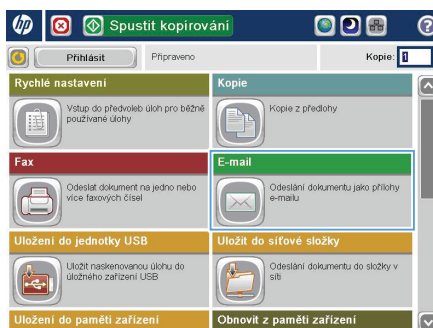 hp
Spustit kopírování
?
Přihlásit
Připraveno
Kopie: 1
Rychlé nastavení
Vstup do předvoleb úloh pro běžně
používané úlohy
Kopie
Kopie z předlohy
Fax
Odeslat dokument na jedno nebo
více faxových čísel
E-mail
Odeslání dokumentu jako přílohy
e-mailu
Uložení do jednotky USB
Uložit naskenovanou úlohu do
úložného zařízení USB
Uložit do síťové složky
Odeslání dokumentu do složky v
síti
Uložení do paměti zařízení
Obnovit z paměti zařízení